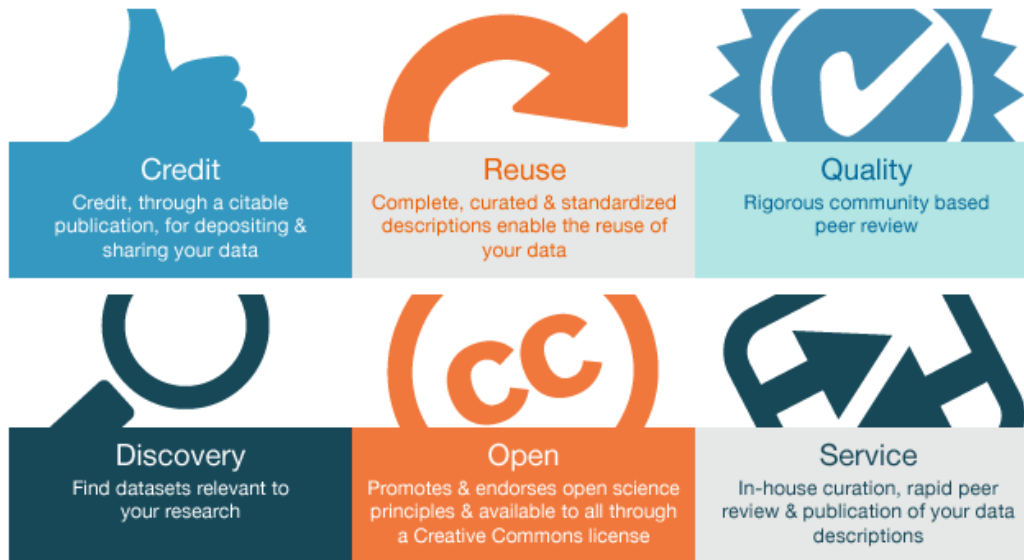 Credit
Credit, through a citable
publication, for depositing &
sharing your data
Reuse
Complete, curated & standardized
descriptions enable the reuse of
your data
Quality
Rigorous community based
peer review
CC
Discovery
Find datasets relevant to
your research
Open
Promotes & endorses open science
principles & available to all through
a Creative Commons license
Service
In-house curation, rapid peer
review & publication of your data
descriptions